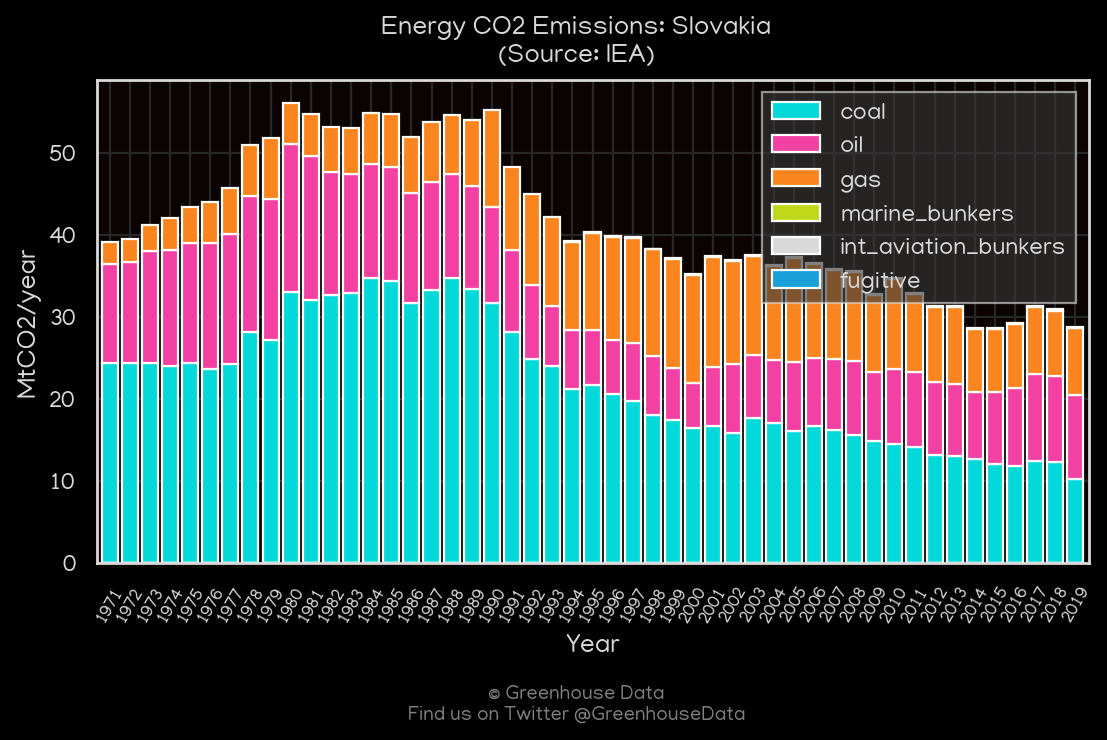 Energy CO2 Emissions: Slovakia
(Source: IEA)
coal
oil
gas
marine_bunkers
int_aviation_bunkers
fugitive
MtCO2/year
50
40
30
20
10
0
1971 1972 1973 1974 1975 1976 1977 1978 1979 1980 1981 1982 1983 1984 1985 1986 1987 1988 1989 1990 1991 1992 1993 1994 1995 1996 1997 1998 1999 2000 2001 2002 2003 2004 2005 2006 2007 2008 2009 2010 2011 2012 2013 2014 2015 2016 2017 2018 2019
Year
© Greenhouse Data
Find us on Twitter @GreenhouseData